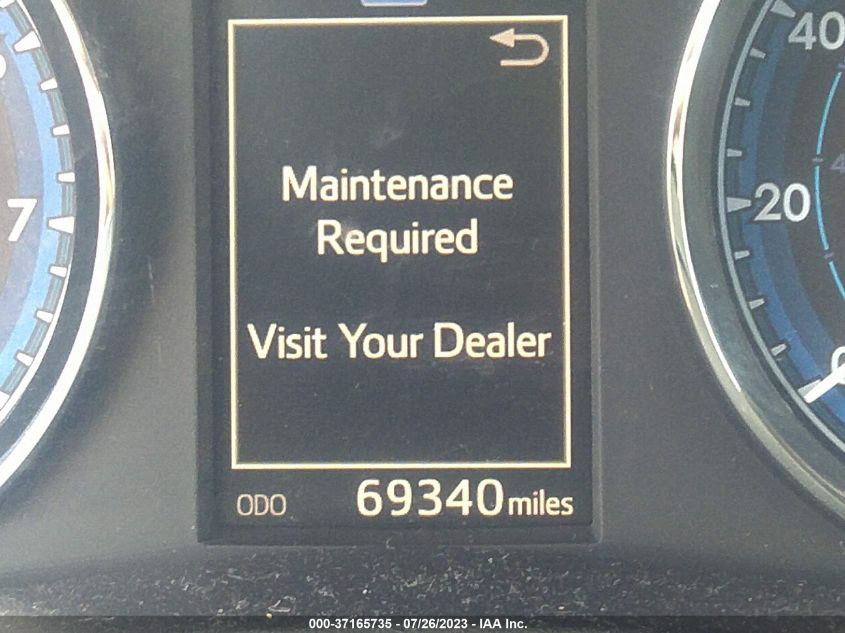 Maintenance
Required
Visit Your Dealer
ODO 69340 miles
7
40
20
000-37165735 - 07/26/2023 - IAA Inc.